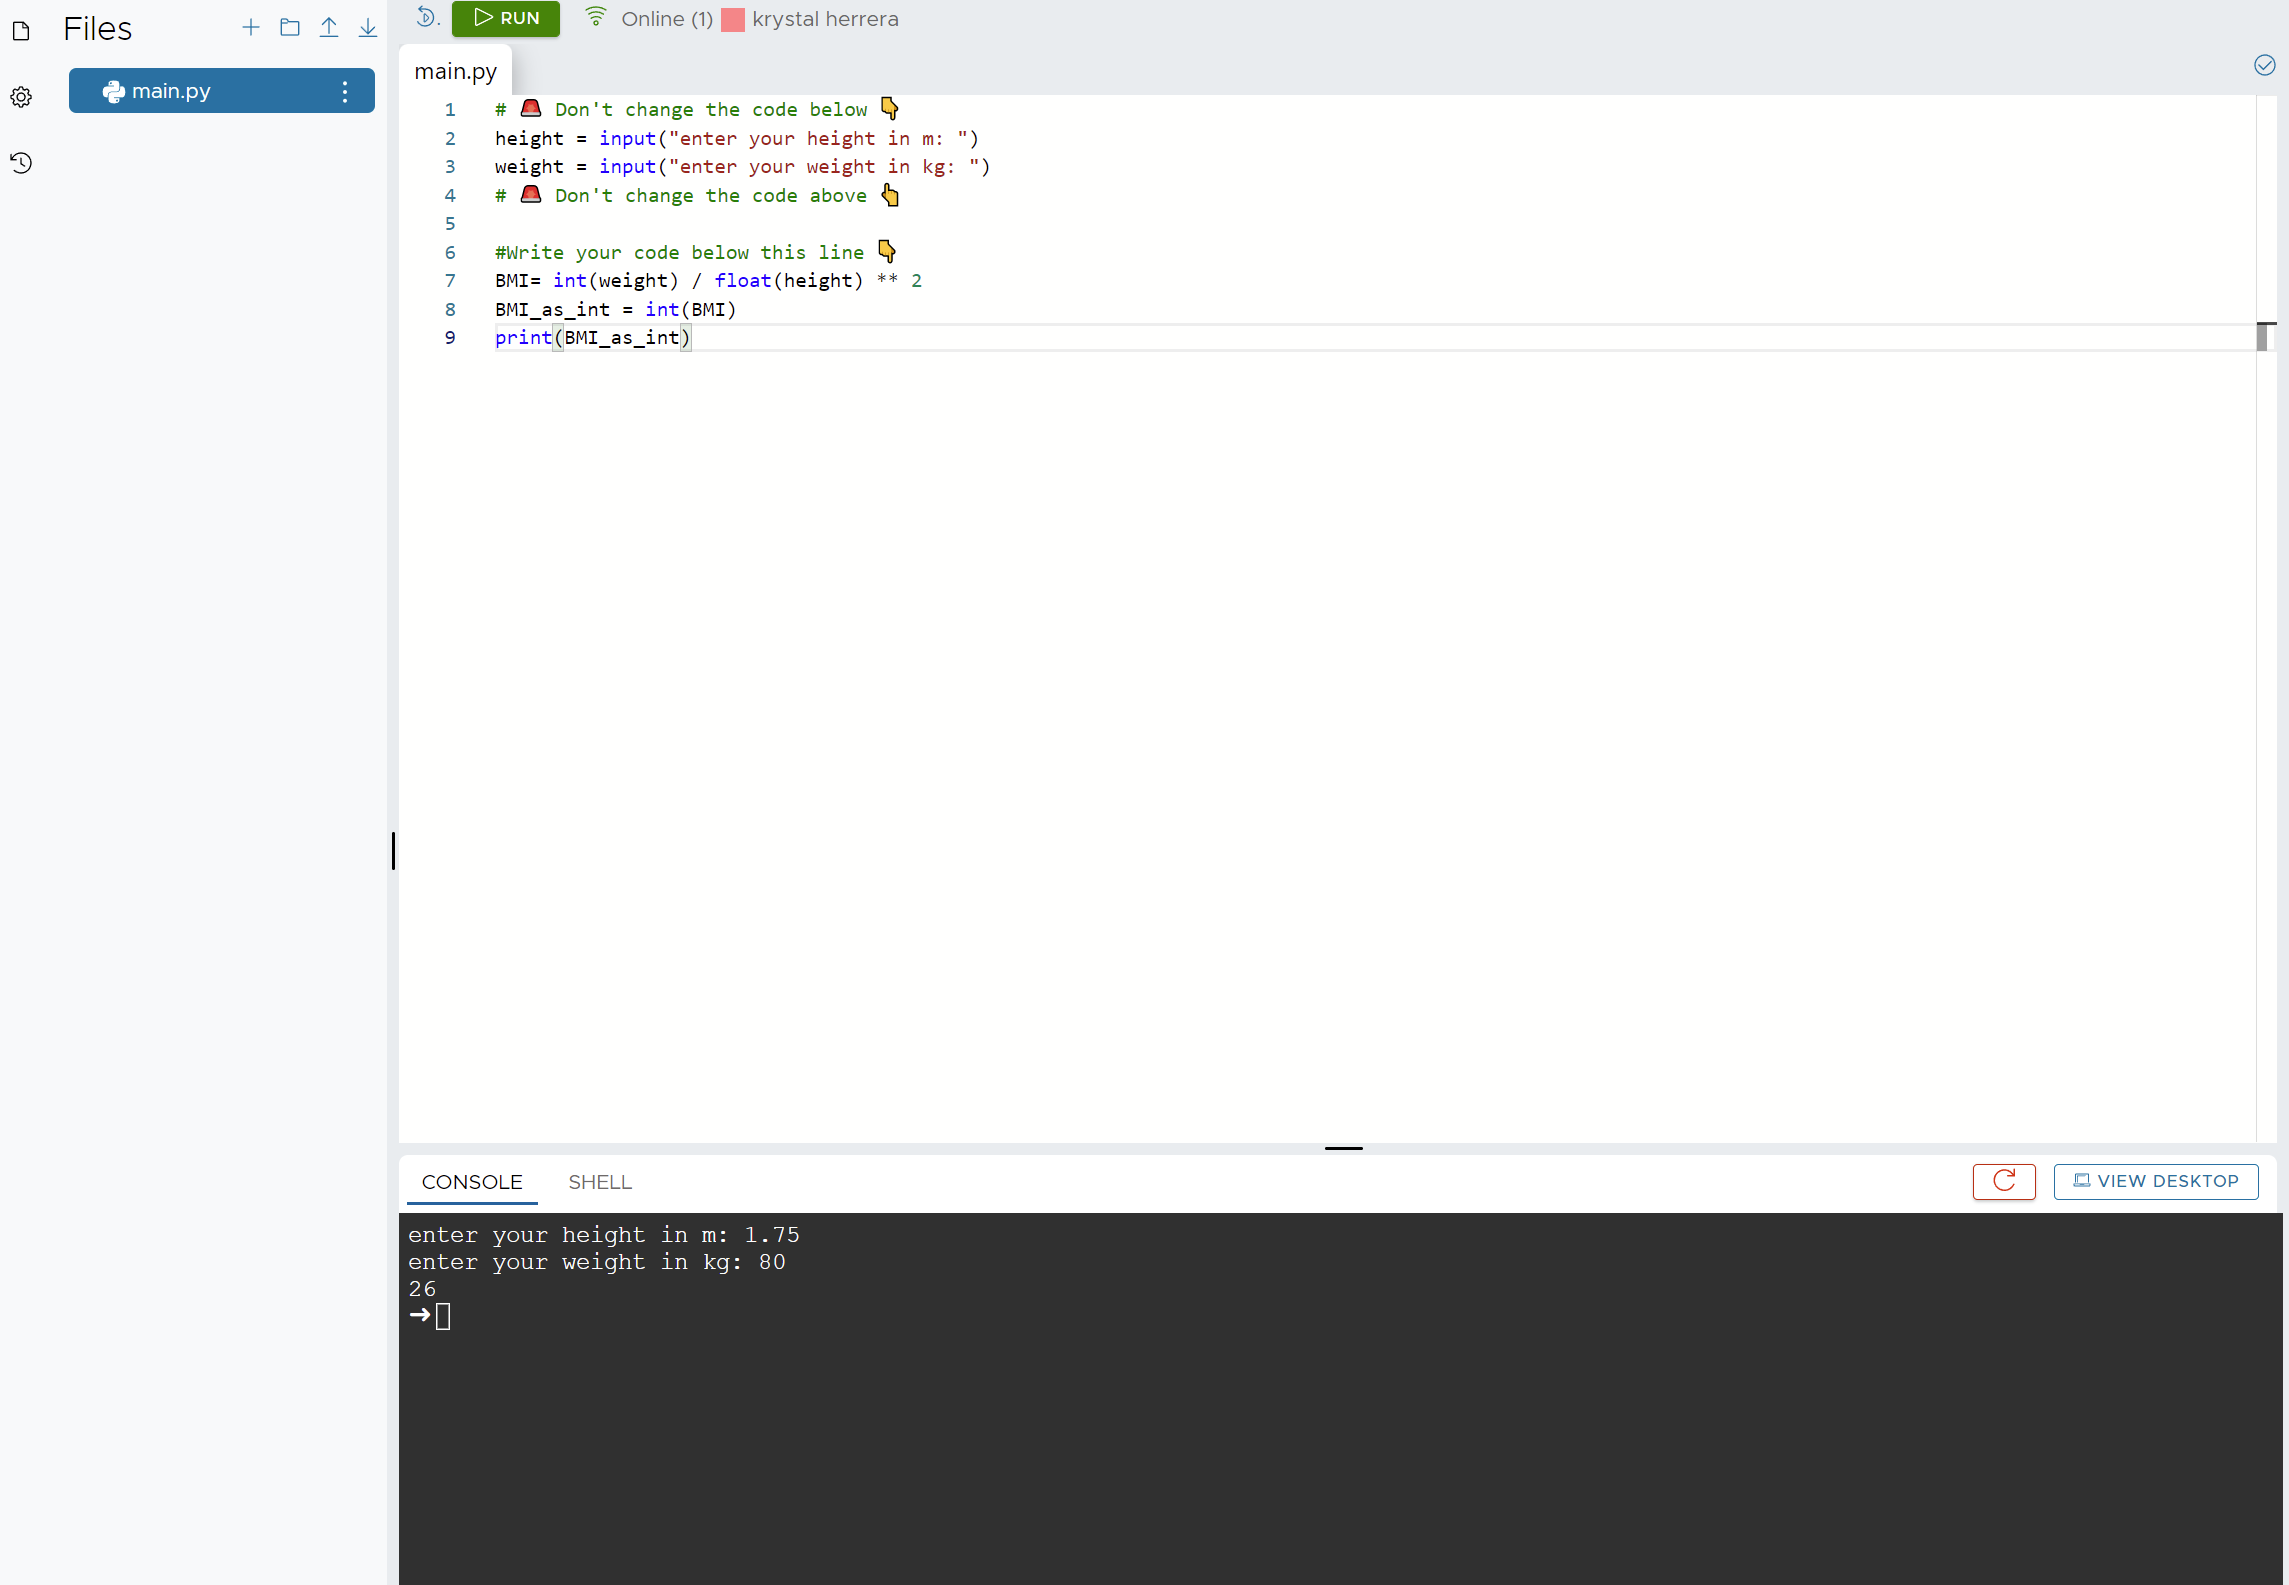 Files
main.py
RUN
Online (1) krystal herrera
main.py
1 # 🚨 Don't change the code below 👇
2 height = input("enter your height in m: ")
3 weight = input("enter your weight in kg: ")
4 # 🚨 Don't change the code above 👆
5
6 #Write your code below this line 👇
7 BMI= int(weight) / float(height) ** 2
8 BMI_as_int = int(BMI)
9 print(BMI_as_int)
CONSOLE SHELL
VIEW DESKTOP
enter your height in m: 1.75
enter your weight in kg: 80
26
➜